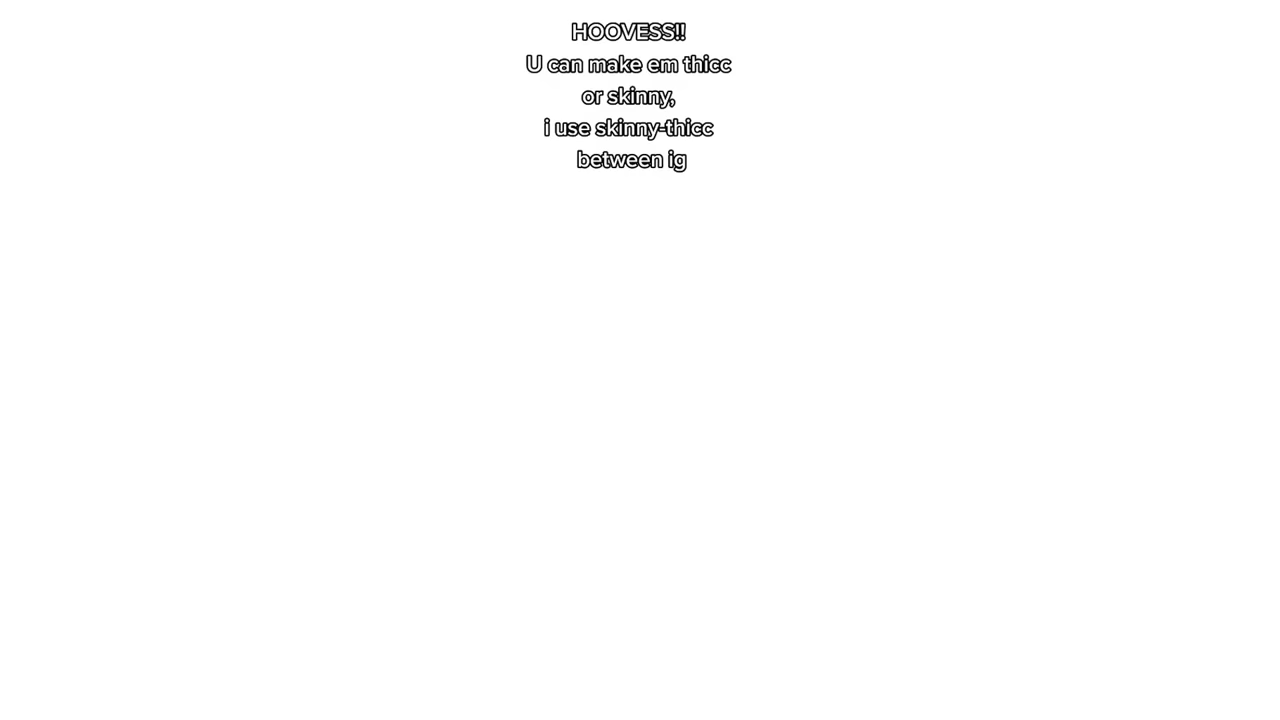 HOOVESS!!
U can make em thicc
or skinny,
i use skinny-thicc
between ig